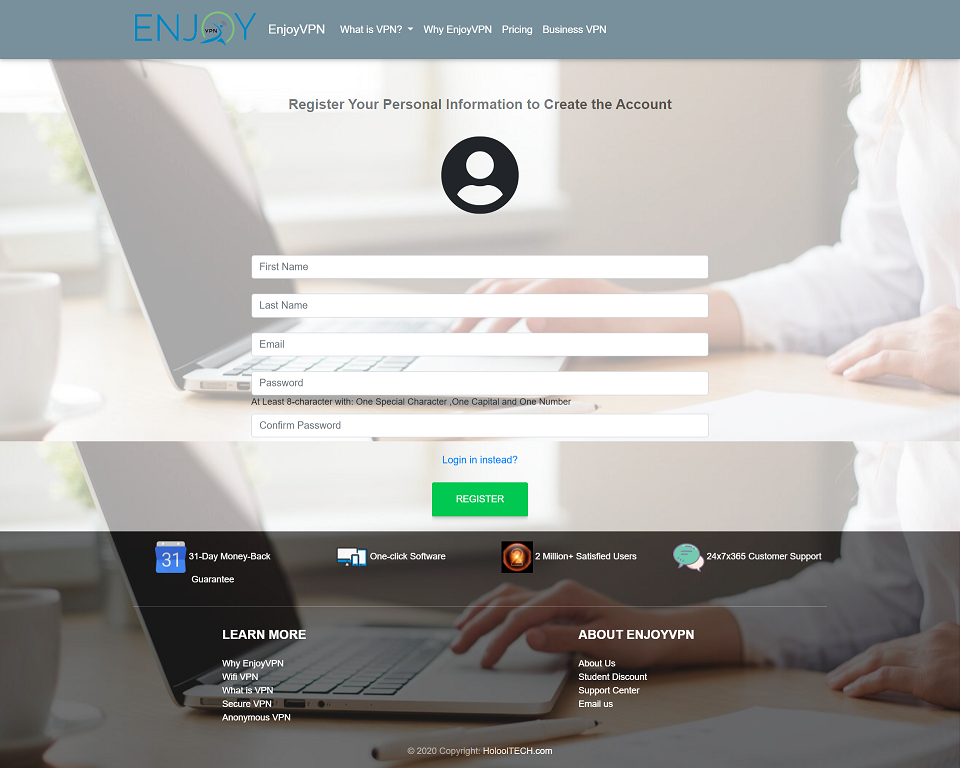 ENJOY
VPN
EnjoyVPN
What is VPN?
Why EnjoyVPN
Pricing
Business VPN
Register Your Personal Information to Create the Account
First Name
Last Name
Email
Password
At Least 8-character with: One Special Character ,One Capital and One Number
Confirm Password
Login in instead?
REGISTER
31
31-Day Money-Back
Guarantee
One-click Software
2 Million+ Satisfied Users
24x7x365 Customer Support
LEARN MORE
Why EnjoyVPN
Wifi VPN
What is VPN
Secure VPN
Anonymous VPN
ABOUT ENJOYVPN
About Us
Student Discount
Support Center
Email us
© 2020 Copyright: HoloolTECH.com